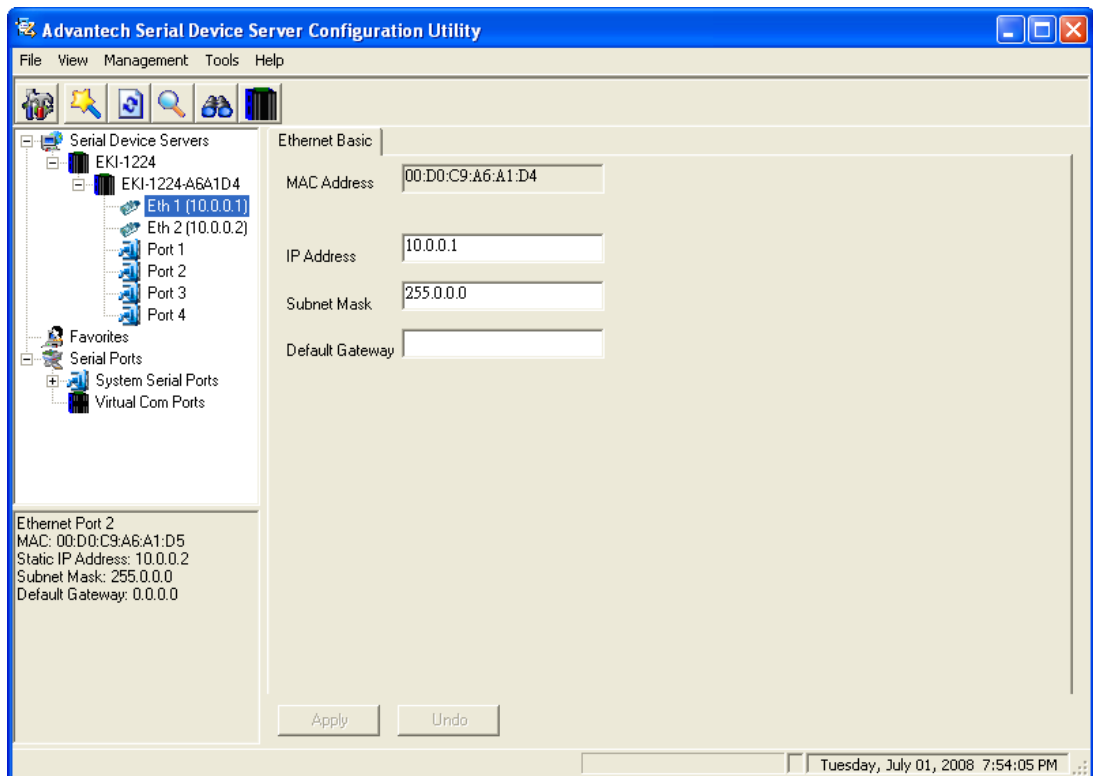 Advantech Serial Device Server Configuration Utility
File View Management Tools Help
Serial Device Servers
EKI-1224
EKI-1224-A6A1D4
Eth 1 (10.0.0.1)
Eth 2 (10.0.0.2)
Port 1
Port 2
Port 3
Port 4
Favorites
Serial Ports
System Serial Ports
Virtual Com Ports
Ethernet Port 2
MAC: 00:D0:C9:A6:A1:D5
Static IP Address: 10.0.0.2
Subnet Mask: 255.0.0.0
Default Gateway: 0.0.0.0
Ethernet Basic
MAC Address 00:D0:C9:A6:A1:D4
IP Address 10.0.0.1
Subnet Mask 255.0.0.0
Default Gateway
Apply Undo
Tuesday, July 01, 2008 7:54:05 PM